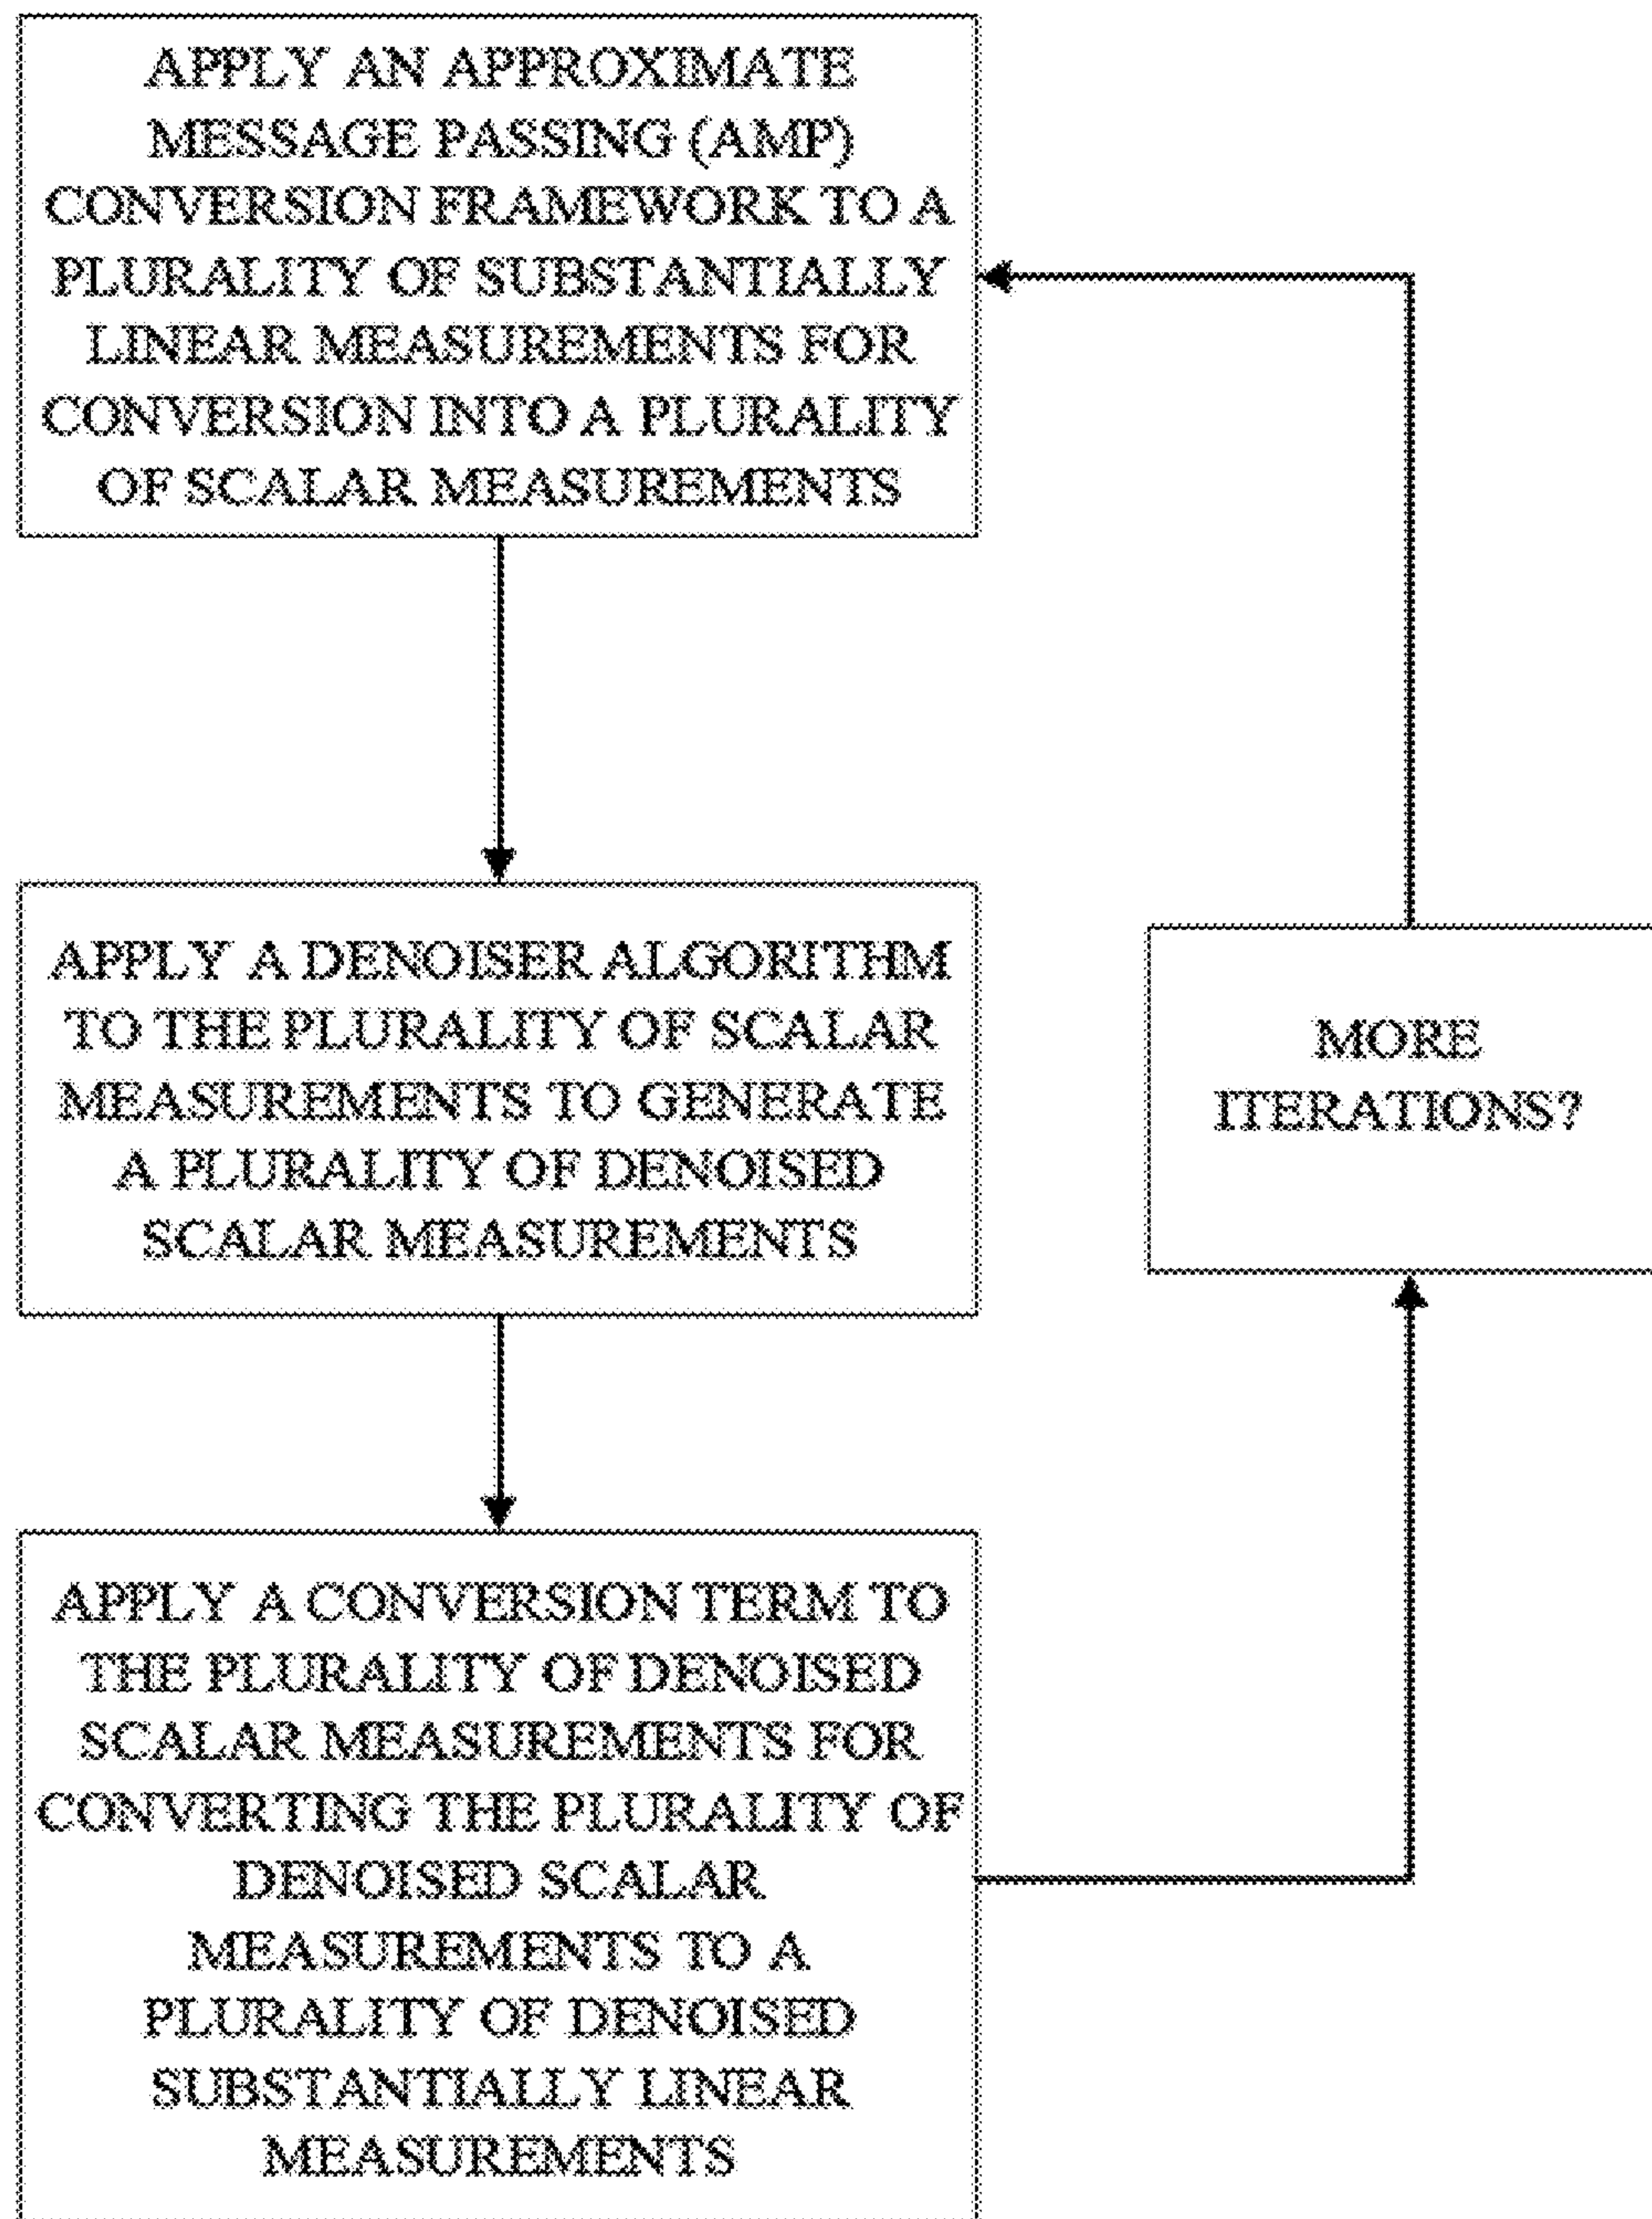 APPLY AN APPROXIMATE
MESSAGE PASSING (AMP)
CONVERSION FRAMEWORK TO A
PLURALITY OF SUBSTANTIALLY
LINEAR MEASUREMENTS FOR
CONVERSION INTO A PLURALITY
OF SCALAR MEASUREMENTS
APPLY A DENOISER ALGORITHM
TO THE PLURALITY OF SCALAR
MEASUREMENTS TO GENERATE
A PLURALITY OF DENOISED
SCALAR MEASUREMENTS
MORE
ITERATIONS?
APPLY A CONVERSION TERM TO
THE PLURALITY OF DENOISED
SCALAR MEASUREMENTS FOR
CONVERTING THE PLURALITY OF
DENOISED SCALAR
MEASUREMENTS TO A
PLURALITY OF DENOISED
SUBSTANTIALLY LINEAR
MEASUREMENTS